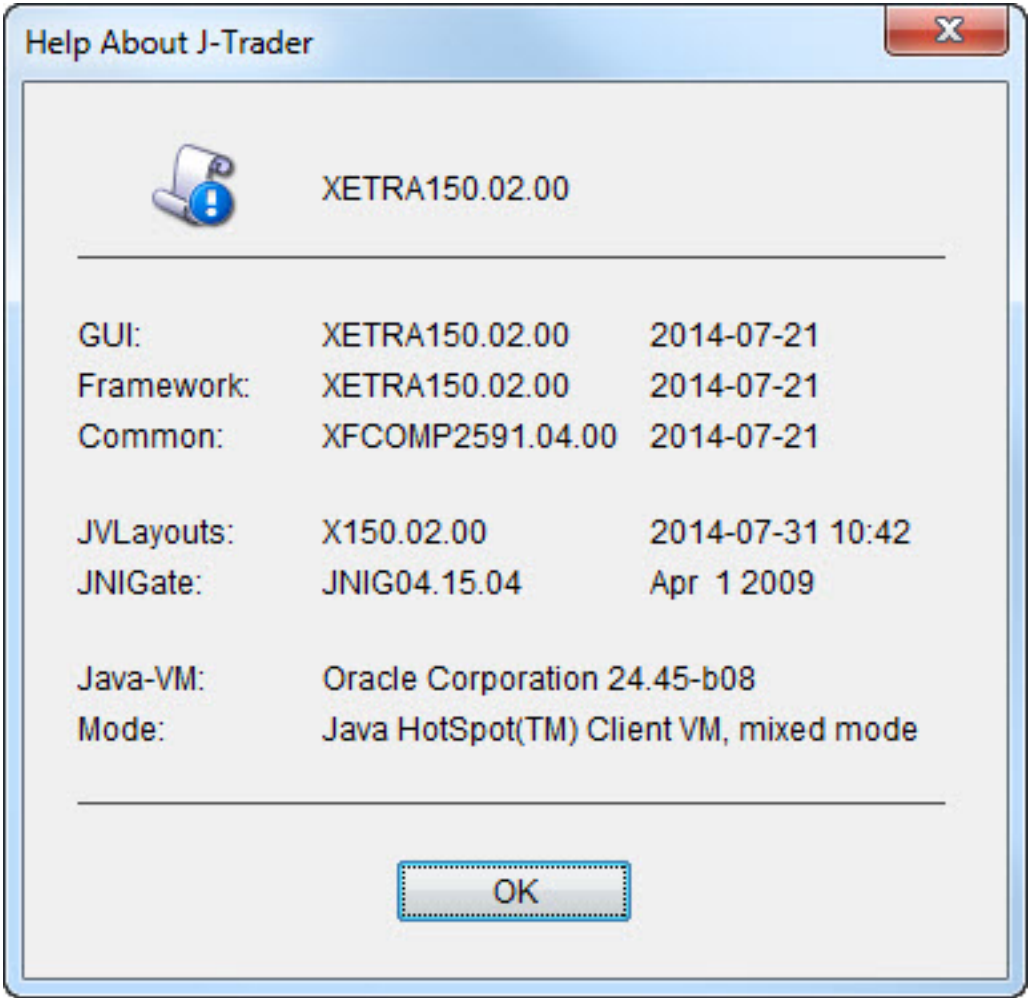 Help About J-Trader
XETRA150.02.00
GUI: XETRA150.02.00 2014-07-21
Framework: XETRA150.02.00 2014-07-21
Common: XFCOMP2591.04.00 2014-07-21
JVLayouts: X150.02.00 2014-07-31 10:42
JNIGate: JNIG04.15.04 Apr  1 2009
Java-VM: Oracle Corporation 24.45-b08
Mode: Java HotSpot(TM) Client VM, mixed mode
OK